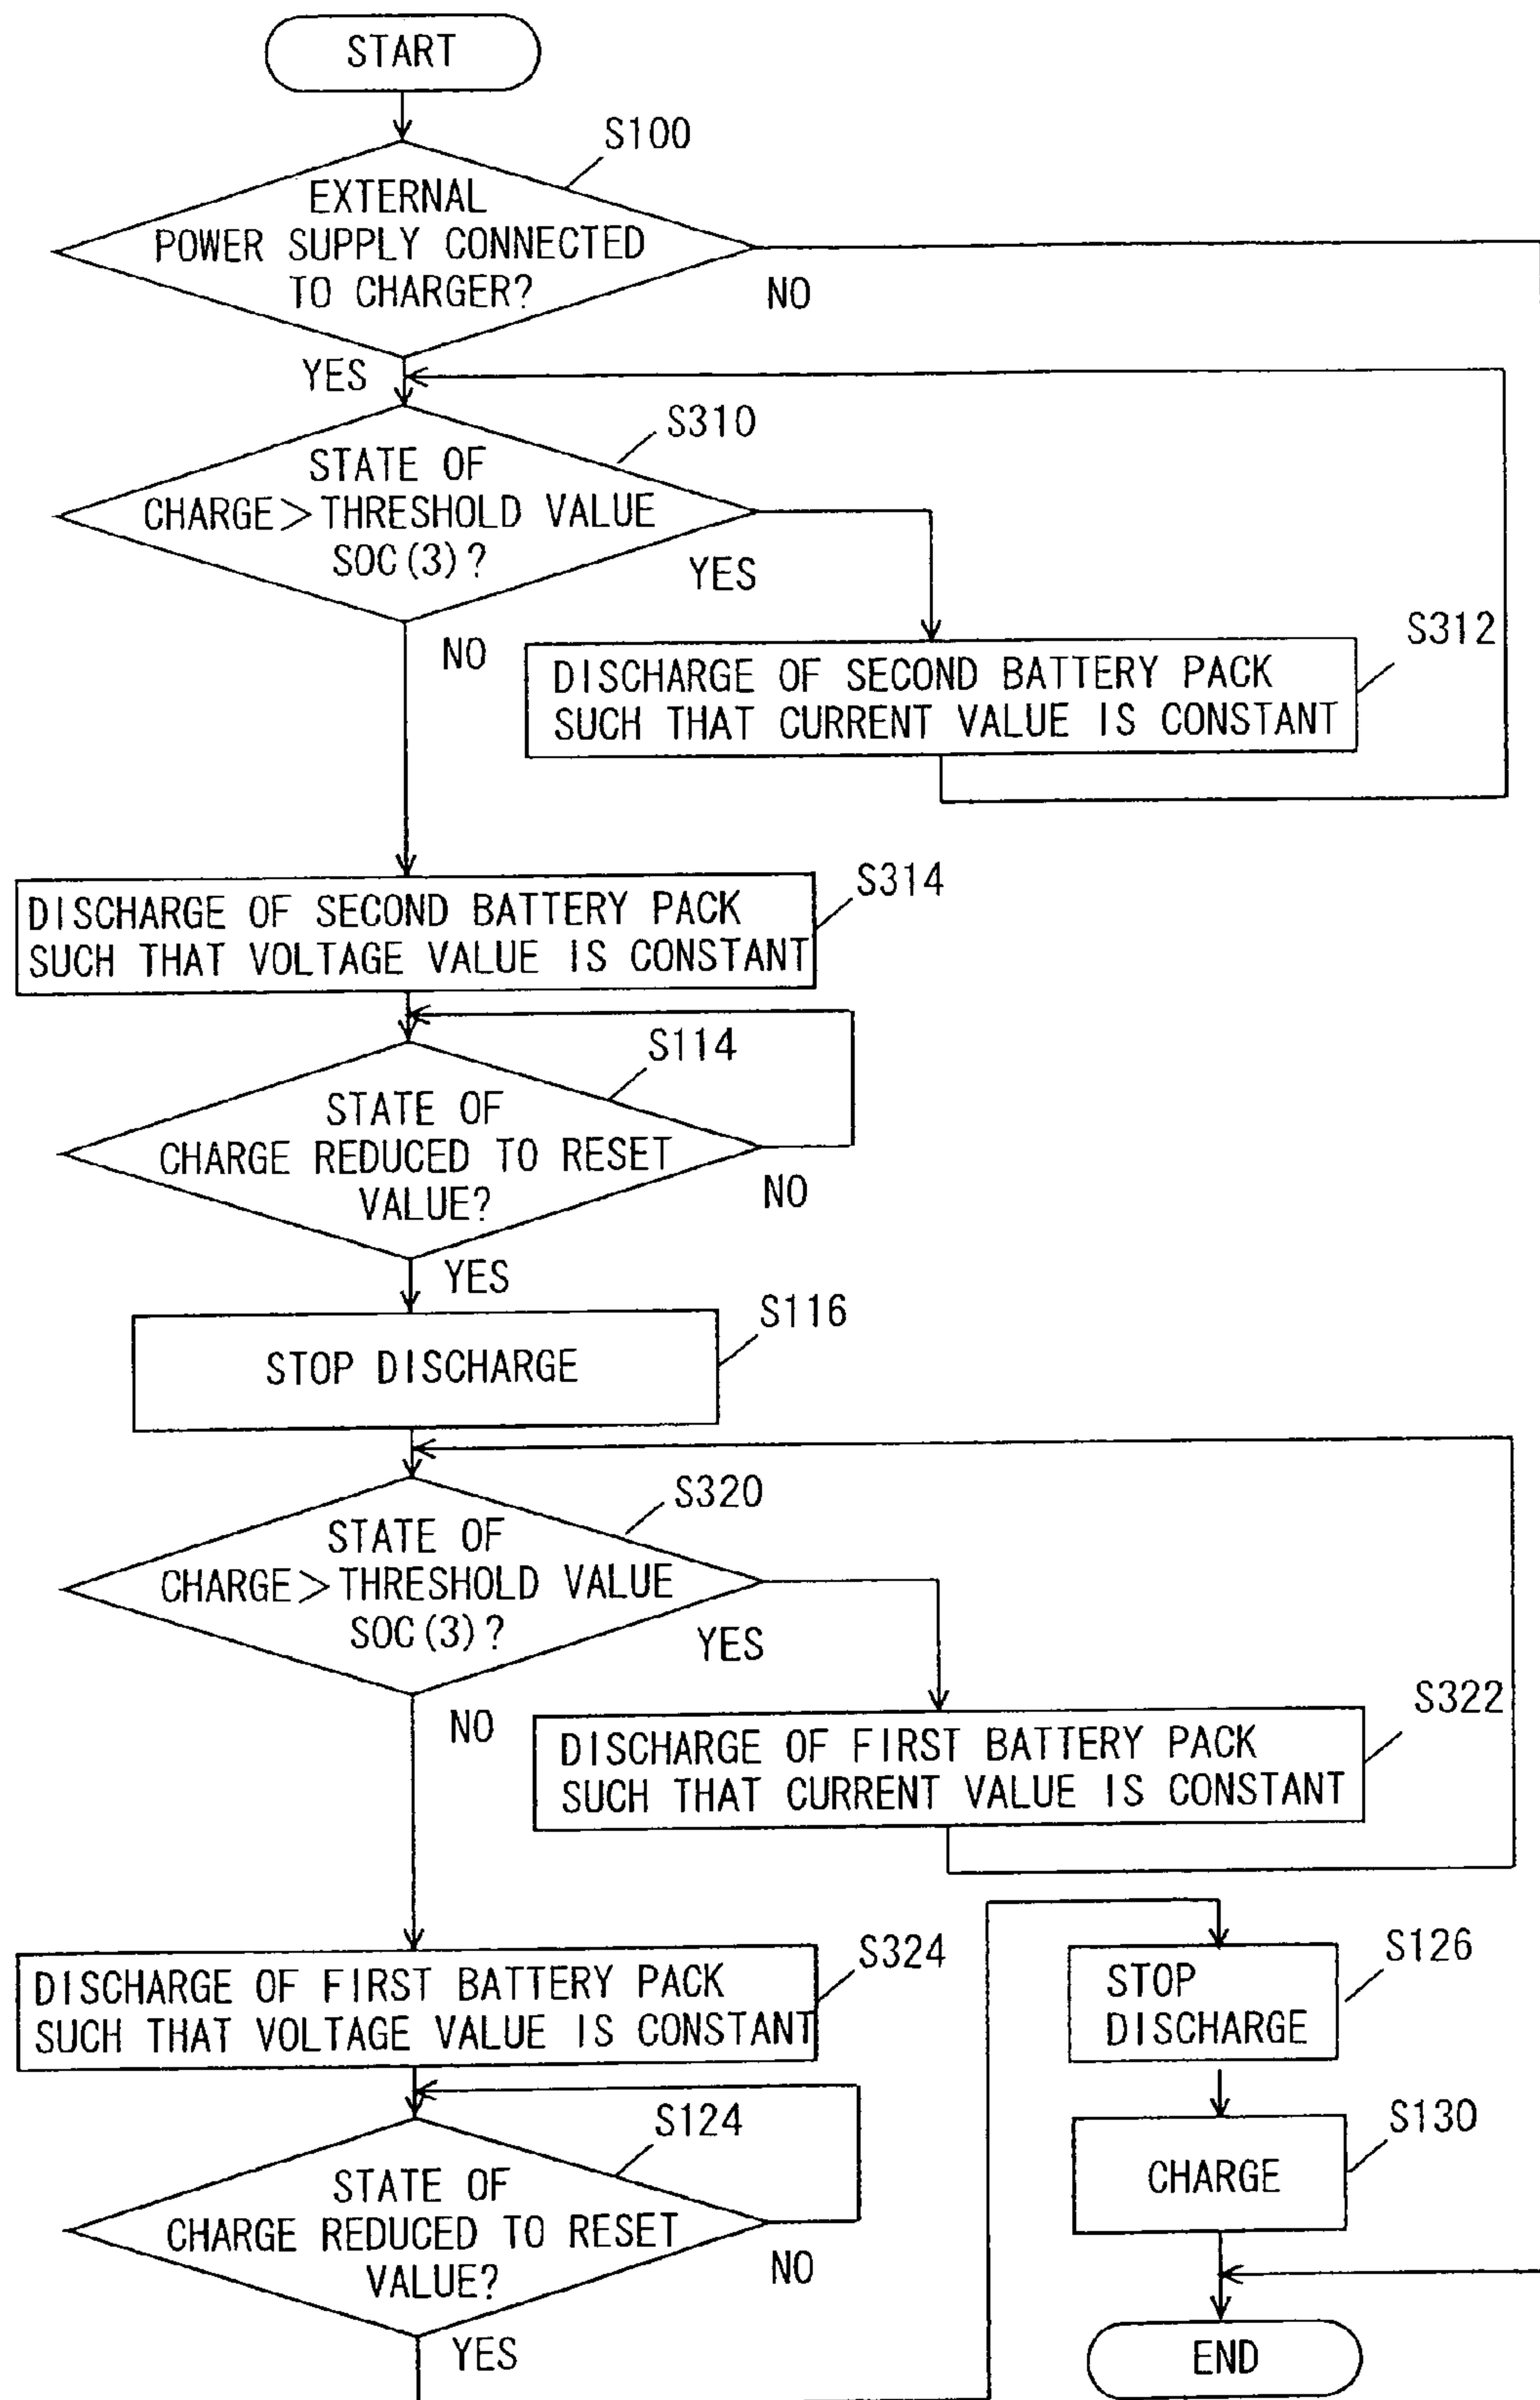 START
S100
EXTERNAL
POWER SUPPLY CONNECTED
TO CHARGER?
NO
YES
S310
STATE OF
CHARGE>THRESHOLD VALUE
SOC(3)?
YES
NO
S312
DISCHARGE OF SECOND BATTERY PACK
SUCH THAT CURRENT VALUE IS CONSTANT
S314
DISCHARGE OF SECOND BATTERY PACK
SUCH THAT VOLTAGE VALUE IS CONSTANT
S114
STATE OF
CHARGE REDUCED TO RESET
VALUE?
NO
YES
S116
STOP DISCHARGE
S320
STATE OF
CHARGE>THRESHOLD VALUE
SOC(3)?
YES
NO
S322
DISCHARGE OF FIRST BATTERY PACK
SUCH THAT CURRENT VALUE IS CONSTANT
S324
DISCHARGE OF FIRST BATTERY PACK
SUCH THAT VOLTAGE VALUE IS CONSTANT
S124
STATE OF
CHARGE REDUCED TO RESET
VALUE?
NO
YES
S126
STOP
DISCHARGE
S130
CHARGE
END